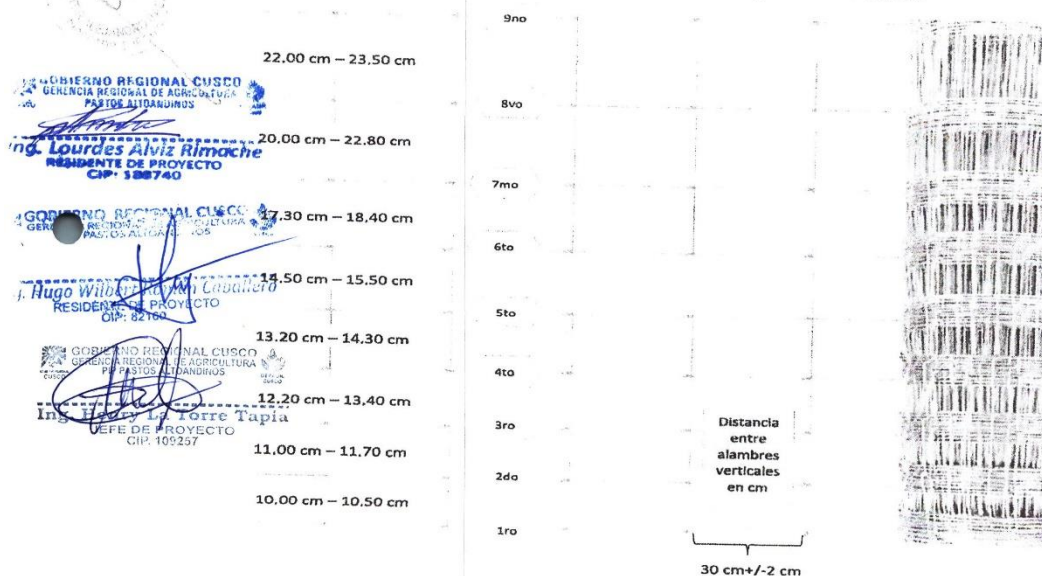 9no
22,00 cm – 23,50 cm
GOBIERNO REGIONAL CUSCO
GERENCIA REGIONAL DE AGRICULTURA
PASTOS ALTOANDINOS
8vo
20,00 cm – 22,80 cm
Ing. Lourdes Alviz Rimache
RESIDENTE DE PROYECTO
CIP: 188740
7mo
GOBIERNO REGIONAL CUSCO
17,30 cm – 18,40 cm
PASTOS
6to
14,50 cm – 15,50 cm
Hugo Wilbert Caballero
RESIDENTE DE PROYECTO
CIP: 82160
5to
13.20 cm – 14,30 cm
GOBIERNO REGIONAL CUSCO
GERENCIA REGIONAL DE AGRICULTURA
PIP PASTOS ALTOANDINOS
4to
12,20 cm – 13,40 cm
Ing. Henry La Torre Tapia
JEFE DE PROYECTO
CIP. 109257
3ro
11,00 cm – 11,70 cm
2do
10,00 cm – 10,50 cm
1ro
Distancia
entre
alambres
verticales
en cm
30 cm+/-2 cm